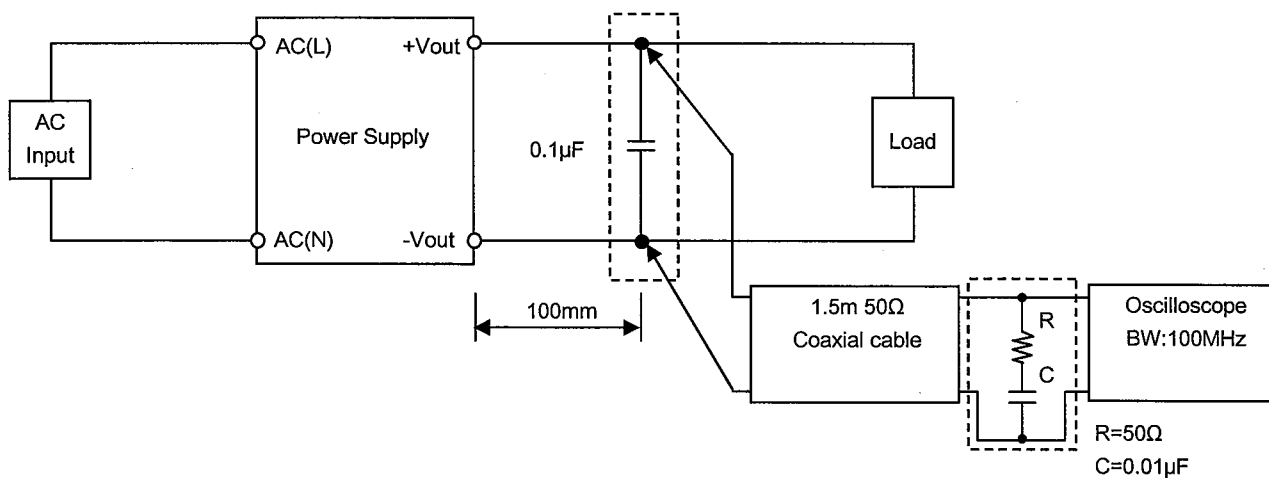 AC(L)
+Vout
AC
Input
Power Supply
0.1µF
Load
AC(N)
-Vout
100mm
1.5m 50Ω
Coaxial cable
R
C
Oscilloscope
BW:100MHz
R=50Ω
C=0.01µF